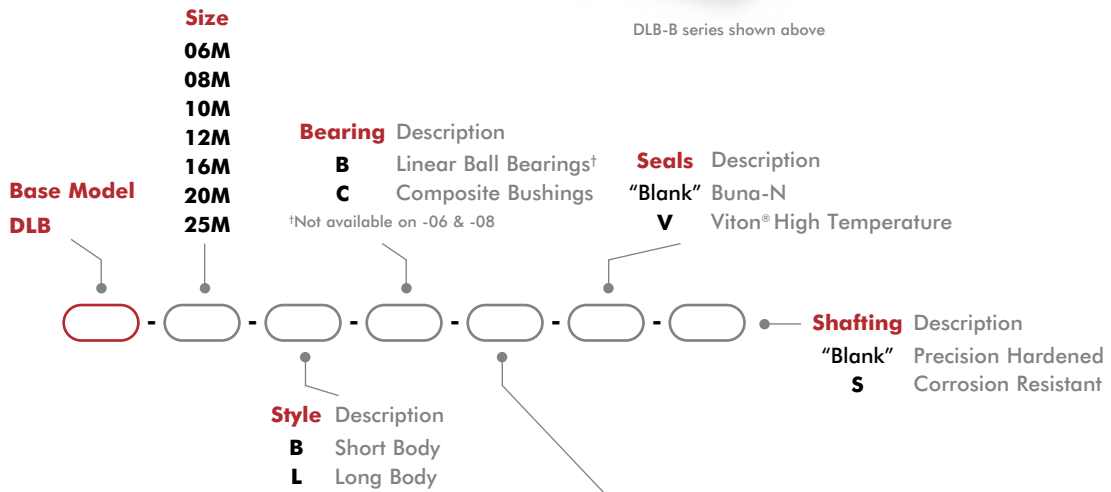 DLB-B series shown above
Size
06M
08M
10M
12M
16M
20M
25M
Base Model
DLB
Bearing Description
B Linear Ball Bearings†
C Composite Bushings
†Not available on -06 & -08
Seals Description
“Blank” Buna-N
V Viton® High Temperature
- - - - - -
Shafting Description
“Blank” Precision Hardened
S Corrosion Resistant
Style Description
B Short Body
L Long Body